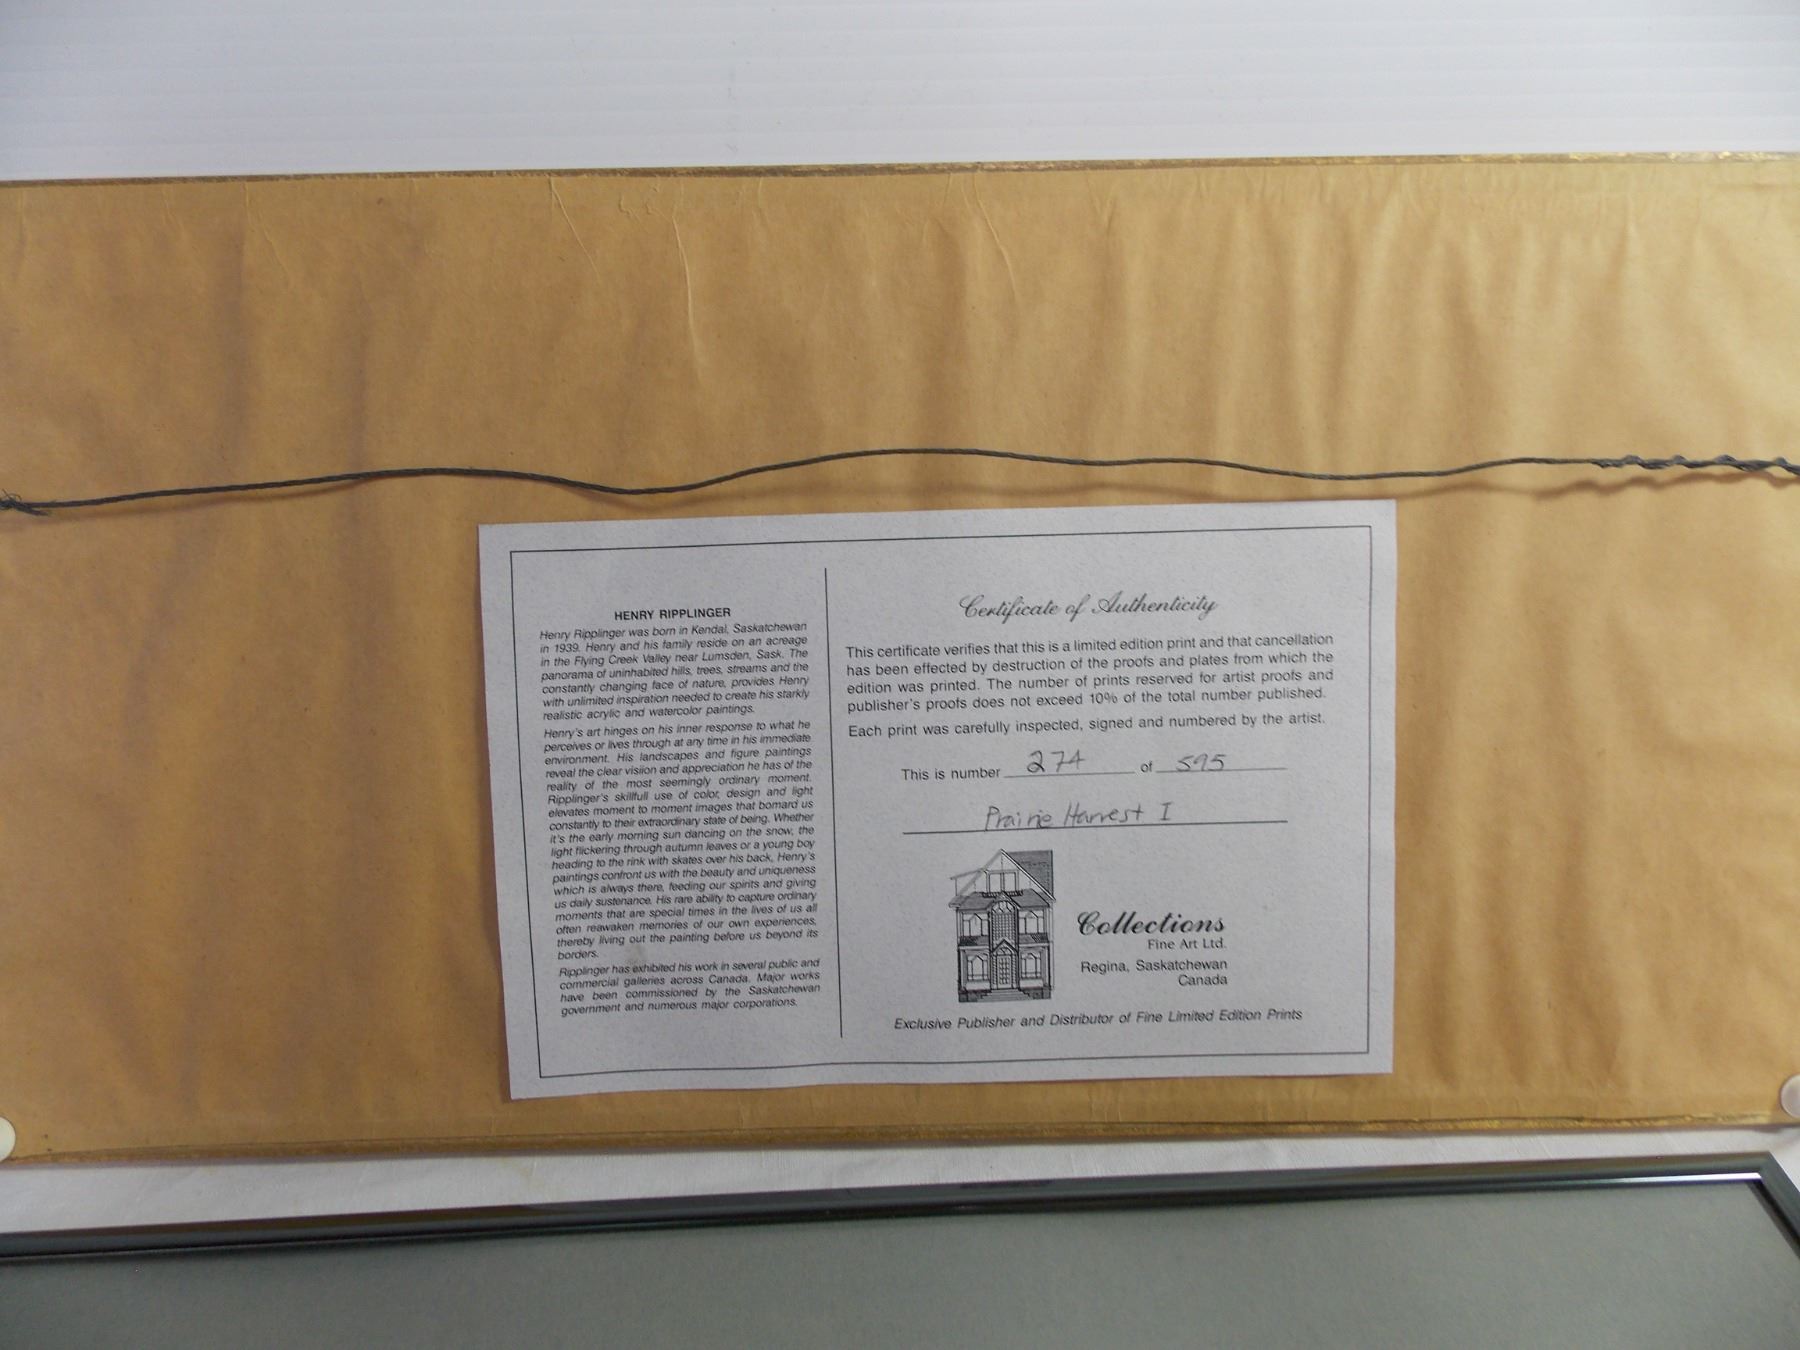 HENRY RIPPLINGER
Henry Ripplinger was born in Kendal, Saskatchewan
in 1939. Henry and his family reside on an acreage
in the Flying Creek Valley near Lumsden, Sask. The
panorama of uninhabited hills, trees, streams and the
constantly changing face of nature, provides Henry
with unlimited inspiration needed to create his starkly
realistic acrylic and watercolor paintings.
Henry's art hinges on his inner response to what he
perceives or lives through at any time in his immediate
environment. His landscapes and figure paintings
reveal the clear visiion and appreciation he has of the
reality of the most seemingly ordinary moment.
Ripplinger's skillfull use of color, design and light
elevates moment to moment images that bomard us
constantly to their extraordinary state of being. Whether
it's the early morning sun dancing on the snow, the
light flickering through autumn leaves or a young boy
heading to the rink with skates over his back, Henry's
paintings confront us with the beauty and uniqueness
which is always there, feeding our spirits and giving
us daily sustenance. His rare ability to capture ordinary
moments that are special times in the lives of us all
often reawaken memories of our own experiences,
thereby living out the painting before us beyond its
borders.
Ripplinger has exhibited his work in several public and
commercial galleries across Canada. Major works
have been commissioned by the Saskatchewan
government and numerous major corporations.
Certificate of Authenticity
This certificate verifies that this is a limited edition print and that cancellation
has been effected by destruction of the proofs and plates from which the
edition was printed. The number of prints reserved for artist proofs and
publisher's proofs does not exceed 10% of the total number published.
Each print was carefully inspected, signed and numbered by the artist.
This is number 274 of 595
Prairie Harvest I
Collections
Fine Art Ltd.
Regina, Saskatchewan
Canada
Exclusive Publisher and Distributor of Fine Limited Edition Prints